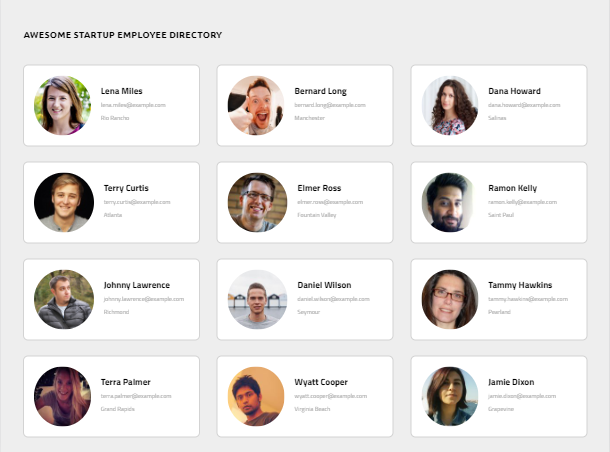 AWESOME STARTUP EMPLOYEE DIRECTORY
Lena Miles
lena.miles@example.com
Rio Rancho
Bernard Long
bernard.long@example.com
Manchester
Dana Howard
dana.howard@example.com
Salinas
Terry Curtis
terry.curtis@example.com
Atlanta
Elmer Ross
elmer.ross@example.com
Fountain Valley
Ramon Kelly
ramon.kelly@example.com
Saint Paul
Johnny Lawrence
johnny.lawrence@example.com
Richmond
Daniel Wilson
daniel.wilson@example.com
Seymour
Tammy Hawkins
tammy.hawkins@example.com
Pearland
Terra Palmer
terra.palmer@example.com
Grand Rapids
Wyatt Cooper
wyatt.cooper@example.com
Virginia Beach
Jamie Dixon
jamie.dixon@example.com
Grapevine